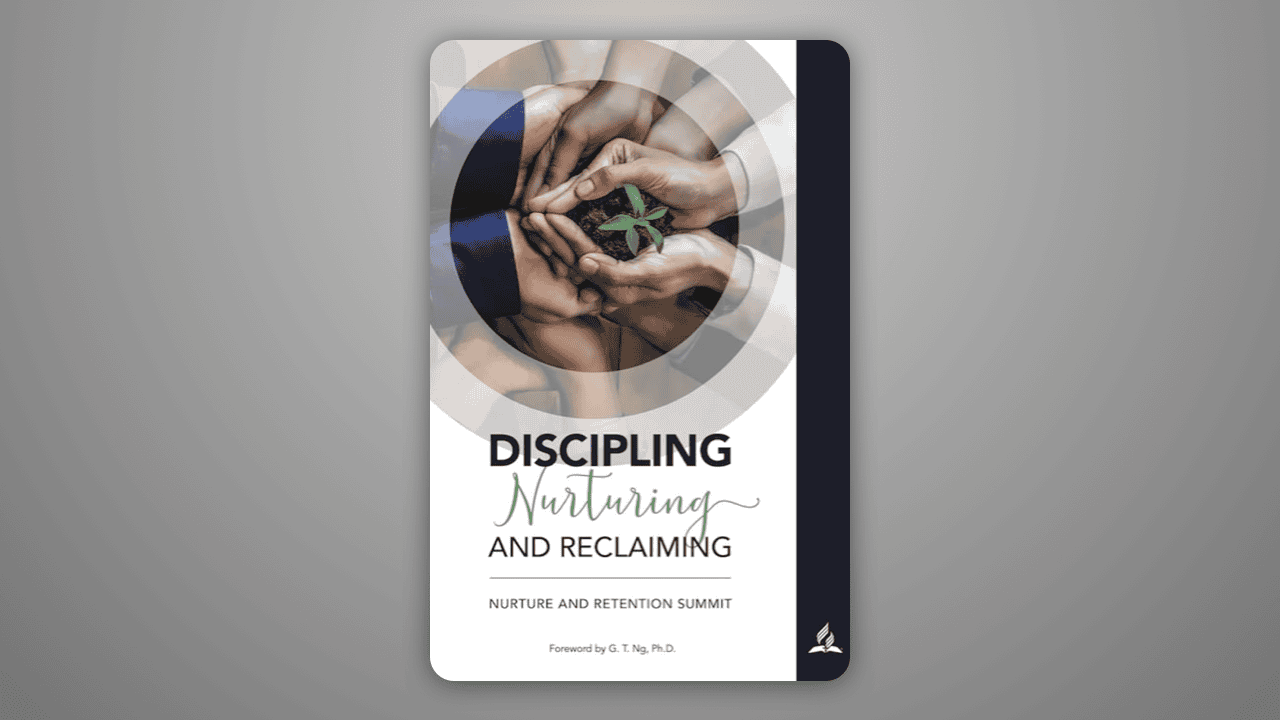 DISCIPLING
Nurturing
AND RECLAIMING
NURTURE AND RETENTION SUMMIT
Foreword by G. T. Ng, Ph.D.